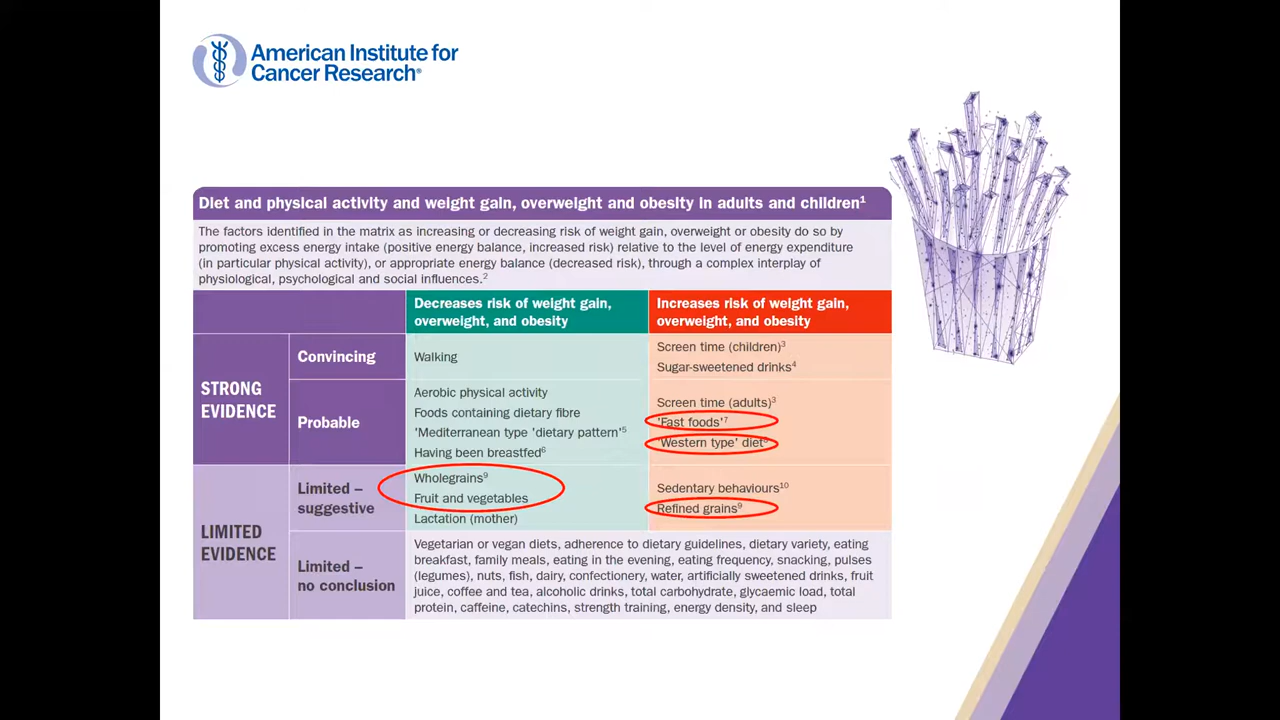 American Institute for
Cancer Research®
Diet and physical activity and weight gain, overweight and obesity in adults and children¹
The factors identified in the matrix as increasing or decreasing risk of weight gain, overweight or obesity do so by
promoting excess energy intake (positive energy balance, increased risk) relative to the level of energy expenditure
(in particular physical activity), or appropriate energy balance (decreased risk), through a complex interplay of
physiological, psychological and social influences.²
Decreases risk of weight gain,
overweight, and obesity
Increases risk of weight gain,
overweight, and obesity
STRONG
EVIDENCE
Convincing
Walking
Screen time (children)³
Sugar-sweetened drinks⁴
Probable
Aerobic physical activity
Foods containing dietary fibre
'Mediterranean type 'dietary pattern'⁵
Having been breastfed⁶
Screen time (adults)³
'Fast foods'⁷
'Western type' diet⁸
LIMITED
EVIDENCE
Limited –
suggestive
Wholegrains⁹
Fruit and vegetables
Lactation (mother)
Sedentary behaviours¹⁰
Refined grains⁹
Limited –
no conclusion
Vegetarian or vegan diets, adherence to dietary guidelines, dietary variety, eating
breakfast, family meals, eating in the evening, eating frequency, snacking, pulses
(legumes), nuts, fish, dairy, confectionery, water, artificially sweetened drinks, fruit
juice, coffee and tea, alcoholic drinks, total carbohydrate, glycaemic load, total
protein, caffeine, catechins, strength training, energy density, and sleep